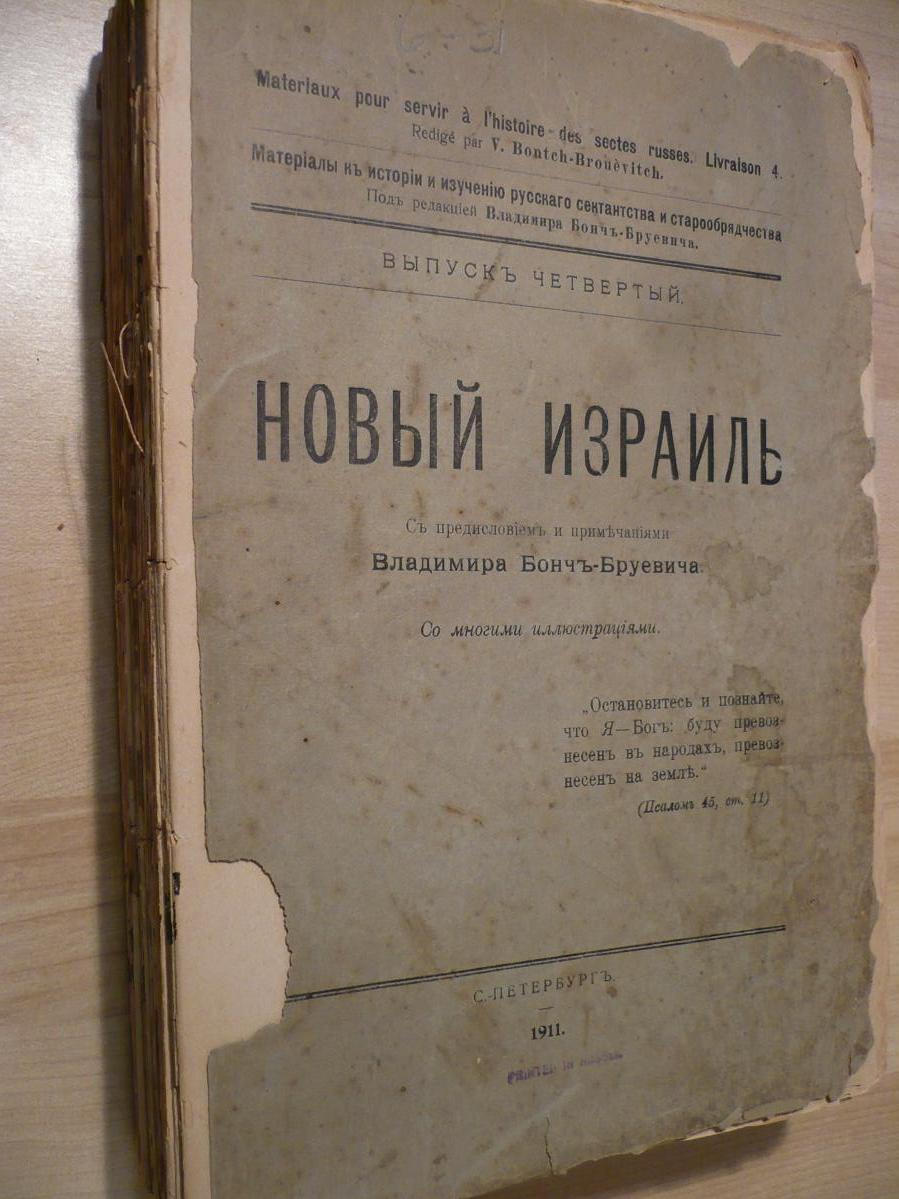 Materiaux pour servir à l'histoire des sectes russes. Livraison 4.
Redigé par V. Bontch-Brouèvitch.
Матеріалы къ исторіи и изученію русскаго сектантства и старообрядчества
Подъ редакціей Владимира Бончъ-Бруевича.
ВЫПУСКЪ ЧЕТВЕРТЫЙ.
НОВЫЙ ИЗРАИЛЬ
Съ предисловіемъ и примѣчаніями
Владимира Бончъ-Бруевича.
Со многими иллюстраціями.
„Остановитесь и познайте,
что Я—Богъ: буду превоз-
несенъ въ народахъ, превоз-
несенъ на землѣ.“
(Псаломъ 45, ст. 11)
С.-ПЕТЕРБУРГЪ.
1911.
PRINTED IN RUSSIA